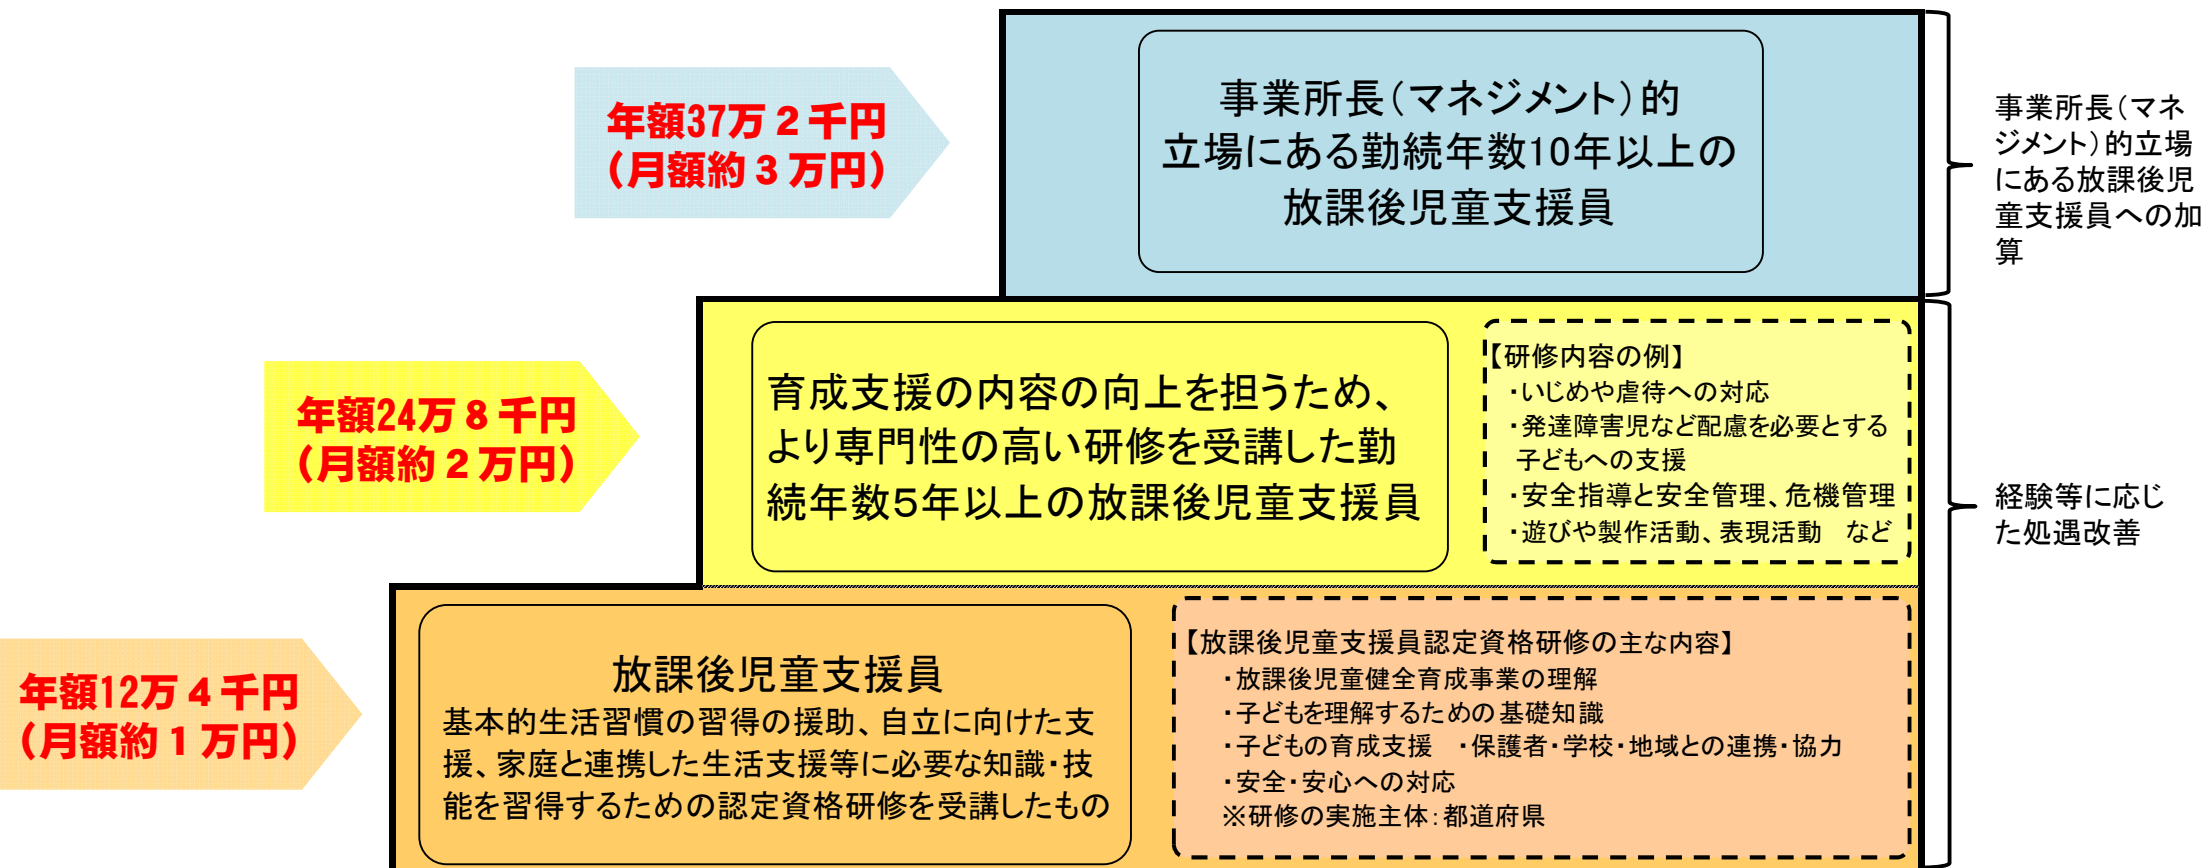 年額37万２千円
（月額約３万円）
事業所長（マネジメント）的
立場にある勤続年数10年以上の
放課後児童支援員
事業所長（マネ
ジメント）的立場
にある放課後児
童支援員への加
算
年額24万８千円
（月額約２万円）
育成支援の内容の向上を担うため、
より専門性の高い研修を受講した勤
続年数５年以上の放課後児童支援員
【研修内容の例】
・いじめや虐待への対応
・発達障害児など配慮を必要とする
子どもへの支援
・安全指導と安全管理、危機管理
・遊びや製作活動、表現活動　など
経験等に応じ
た処遇改善
年額12万４千円
（月額約１万円）
放課後児童支援員
基本的生活習慣の習得の援助、自立に向けた支
援、家庭と連携した生活支援等に必要な知識・技
能を習得するための認定資格研修を受講したもの
【放課後児童支援員認定資格研修の主な内容】
・放課後児童健全育成事業の理解
・子どもを理解するための基礎知識
・子どもの育成支援　・保護者・学校・地域との連携・協力
・安全・安心への対応
※研修の実施主体：都道府県